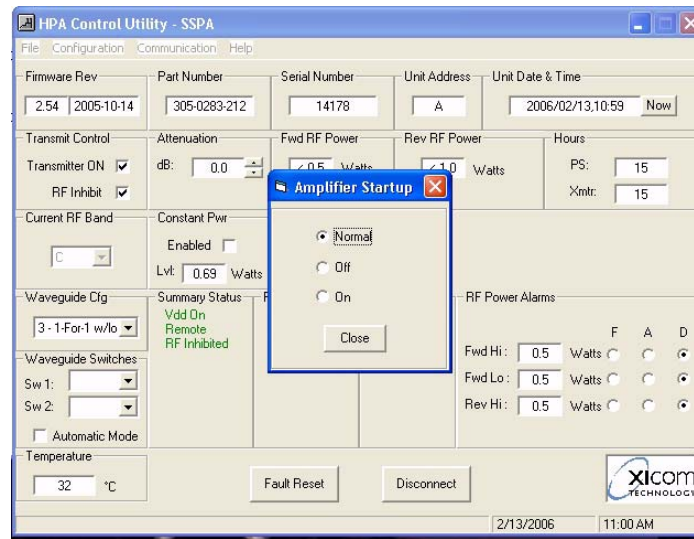 HPA Control Utility - SSPA
File Configuration Communication Help
Firmware Rev Part Number Serial Number Unit Address Unit Date & Time
2.54 2005-10-14 305-0283-212 14178 A 2006/02/13,10:59 Now
Transmit Control Attenuation Fwd RF Power Rev RF Power Hours
Transmitter ON dB: 0.0 < 0.5 Watts < 1.0 Watts PS: 15
RF Inhibit Xmtr: 15
Amplifier Startup
Normal
Off
On
Close
Current RF Band Constant Pwr
C Enabled
Lvl: 0.69 Watts
Waveguide Cfg Summary Status RF Power Alarms
3 - 1-For-1 w/lo
Vdd On
Remote
RF Inhibited
F A D
Fwd Hi: 0.5 Watts
Fwd Lo: 0.5 Watts
Rev Hi: 0.5 Watts
Waveguide Switches
Sw 1:
Sw 2:
Automatic Mode
Temperature
32 °C
Fault Reset Disconnect
XICOM
TECHNOLOGY
2/13/2006 11:00 AM